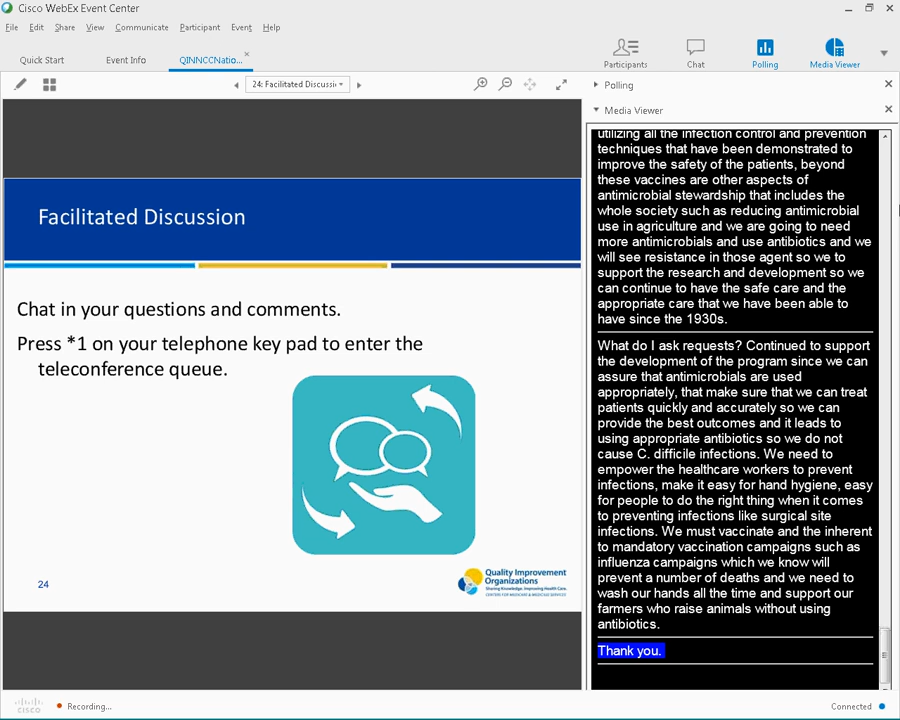 Cisco WebEx Event Center
File Edit Share View Communicate Participant Event Help
Quick Start Event Info QINNCCNatio...
Participants Chat Polling Media Viewer
24: Facilitated Discussi
Polling
Media Viewer
Facilitated Discussion
Chat in your questions and comments.
Press *1 on your telephone key pad to enter the
teleconference queue.
24
Quality Improvement
Organizations
Sharing Knowledge. Improving Health Care.
CENTERS FOR MEDICARE & MEDICAID SERVICES
utilizing all the infection control and prevention
techniques that have been demonstrated to
improve the safety of the patients, beyond
these vaccines are other aspects of
antimicrobial stewardship that includes the
whole society such as reducing antimicrobial
use in agriculture and we are going to need
more antimicrobials and use antibiotics and we
will see resistance in those agent so we to
support the research and development so we
can continue to have the safe care and the
appropriate care that we have been able to
have since the 1930s.
What do I ask requests? Continued to support
the development of the program since we can
assure that antimicrobials are used
appropriately, that make sure that we can treat
patients quickly and accurately so we can
provide the best outcomes and it leads to
using appropriate antibiotics so we do not
cause C. difficile infections. We need to
empower the healthcare workers to prevent
infections, make it easy for hand hygiene, easy
for people to do the right thing when it comes
to preventing infections like surgical site
infections. We must vaccinate and the inherent
to mandatory vaccination campaigns such as
influenza campaigns which we know will
prevent a number of deaths and we need to
wash our hands all the time and support our
farmers who raise animals without using
antibiotics.
Thank you.
cisco
Recording...
Connected